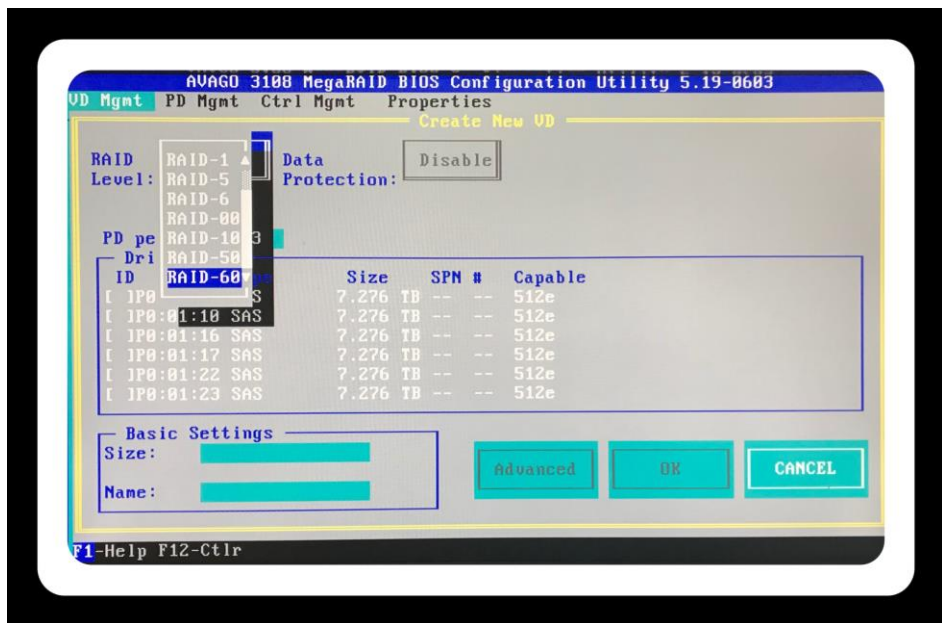 AVAGO 3108 MegaRAID BIOS Configuration Utility 5.19-0603
VD Mgmt PD Mgmt Ctrl Mgmt Properties
Create New VD
RAID Level:
RAID-1
RAID-5
RAID-6
RAID-00
RAID-10
RAID-50
RAID-60
Data Protection:
Disable
PD pe 3
Dri
ID Size SPN # Capable
[ ]P0 S 7.276 TB -- -- 512e
[ ]P0:01:10 SAS 7.276 TB -- -- 512e
[ ]P0:01:16 SAS 7.276 TB -- -- 512e
[ ]P0:01:17 SAS 7.276 TB -- -- 512e
[ ]P0:01:22 SAS 7.276 TB -- -- 512e
[ ]P0:01:23 SAS 7.276 TB -- -- 512e
Basic Settings
Size:
Name:
Advanced OK CANCEL
F1-Help F12-Ctlr